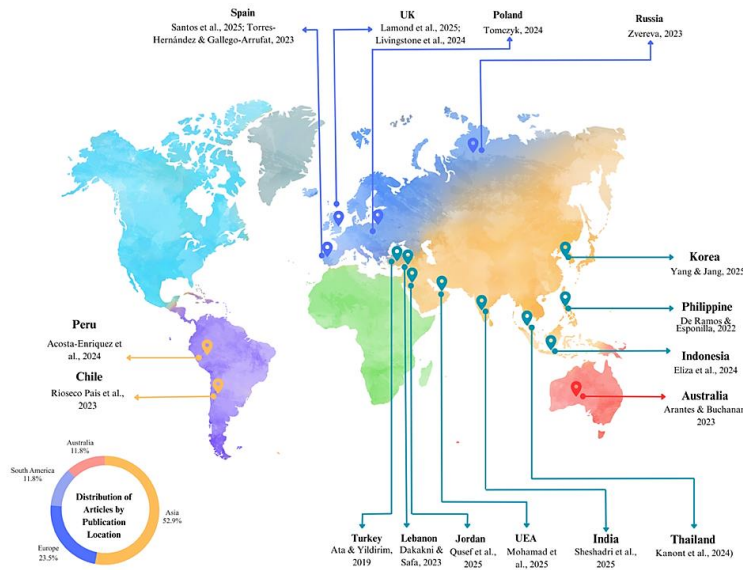 Spain
Santos et al., 2025; Torres-
Hernández & Gallego-Arrufat, 2023
UK
Lamond et al., 2025;
Livingstone et al., 2024
Poland
Tomczyk, 2024
Russia
Zvereva, 2023
Korea
Yang & Jang, 2025
Philippine
De Ramos &
Esponilla, 2022
Indonesia
Eliza et al., 2024
Australia
Arantes & Buchanan
2023
Peru
Acosta-Enriquez et
al., 2024
Chile
Rioseco Pais et al.,
2023
Australia
11.8%
South America
11.8%
Distribution of
Articles by
Publication
Location
Asia
52.9%
Europe
23.5%
Turkey
Ata & Yildirim,
2019
Lebanon
Dakakni &
Safa, 2023
Jordan
Qusef et al.,
2025
UEA
Mohamad et
al., 2025
India
Sheshadri et al.,
2025
Thailand
Kanont et al., 2024)